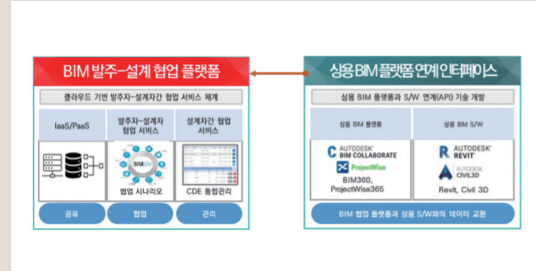 BIM 발주-설계 협업 플랫폼
클라우드 기반 발주자-설계자간 협업 서비스 체계
IaaS/PaaS
발주자-설계자
협업 서비스
설계자간 협업
서비스
BIM
협업 시나리오
CDE 통합관리
공유
협업
관리
상용 BIM 플랫폼 연계 인터페이스
상용 BIM 플랫폼과 S/W 연계(API) 기술 개발
상용 BIM 플랫폼
상용 BIM S/W
AUTODESK
BIM COLLABORATE
ProjectWise
BIM360,
ProjectWise365
AUTODESK
REVIT
AUTODESK
CIVIL3D
Revit, Civil 3D
BIM 협업 플랫폼과 상용 S/W와의 데이터 교환